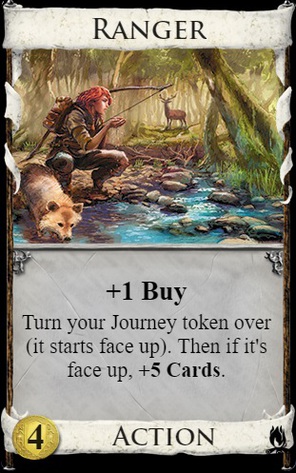 RANGER
+1 Buy
Turn your Journey token over
(it starts face up). Then if it's
face up, +5 Cards.
4
ACTION